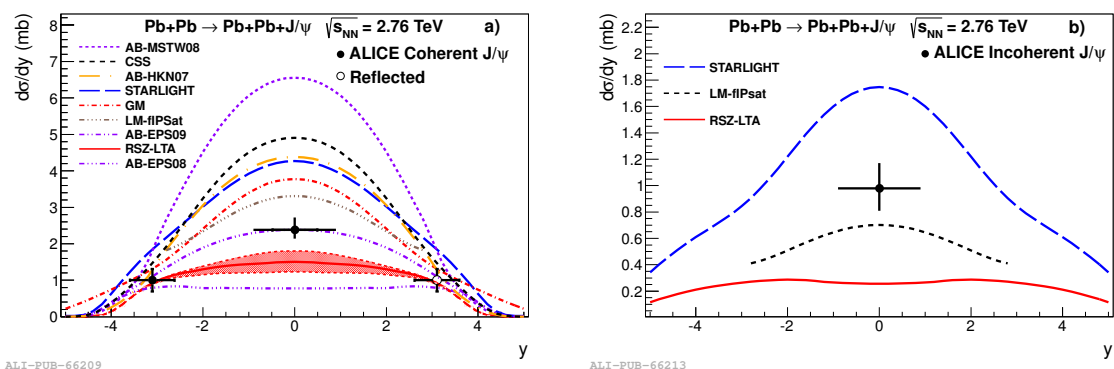 Pb+Pb → Pb+Pb+J/ψ √sNN = 2.76 TeV a)
dσ/dy (mb)
ALICE Coherent J/ψ
Reflected
AB-MSTW08
CSS
AB-HKN07
STARLIGHT
GM
LM-fIPSat
AB-EPS09
RSZ-LTA
AB-EPS08
8
7
6
5
4
3
2
1
0
-4 -2 0 2 4
y
ALI-PUB-66209
Pb+Pb → Pb+Pb+J/ψ √sNN = 2.76 TeV b)
dσ/dy (mb)
ALICE Incoherent J/ψ
STARLIGHT
LM-fIPsat
RSZ-LTA
2.2
2
1.8
1.6
1.4
1.2
1
0.8
0.6
0.4
0.2
-4 -2 0 2 4
y
ALI-PUB-66213